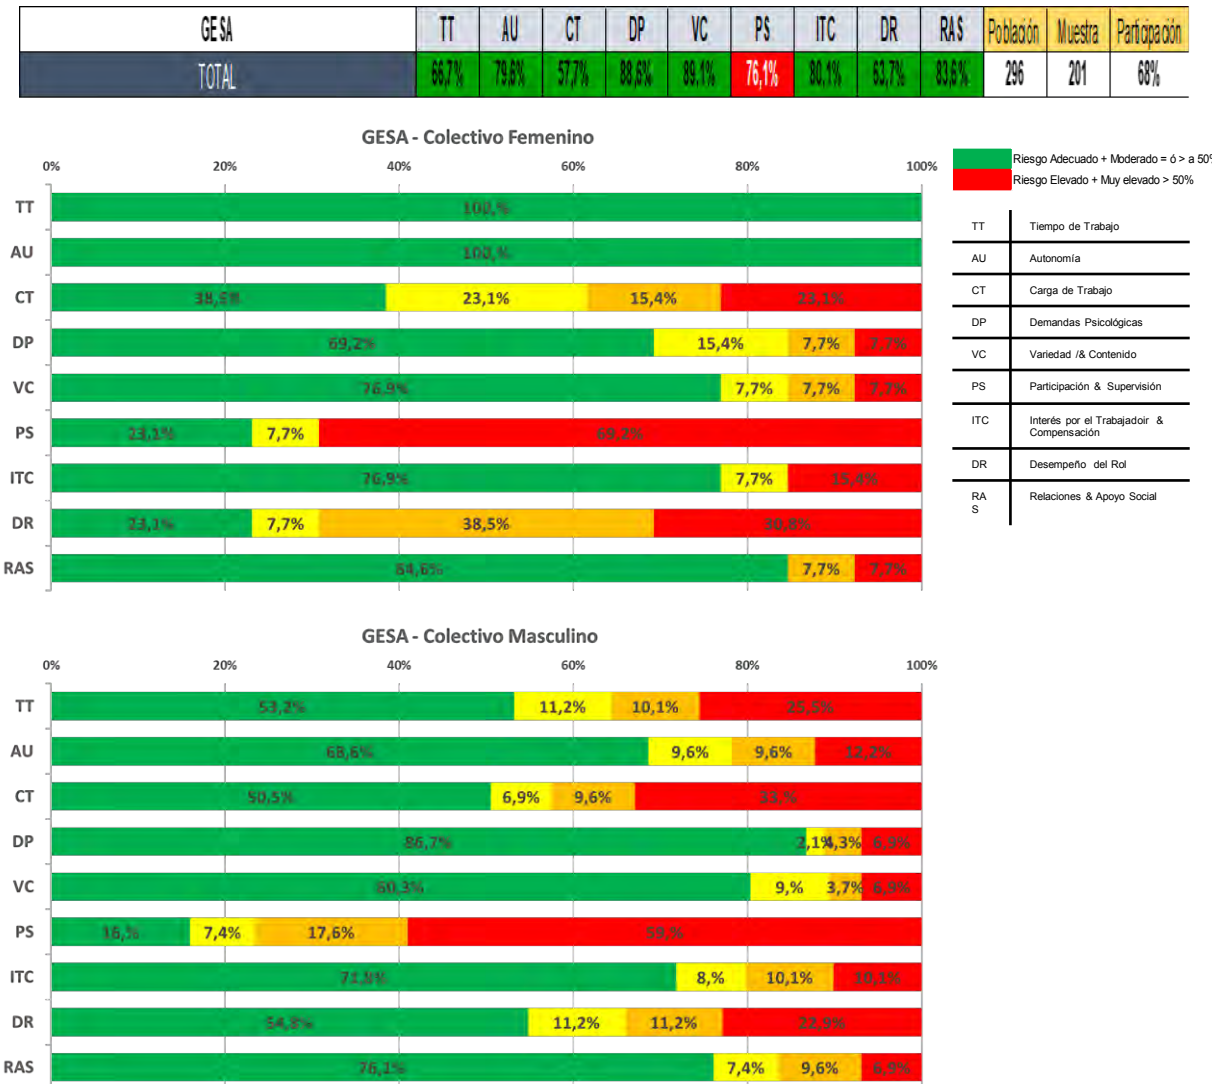 GESA TT AU CT DP VC PS ITC DR RAS Población Muestra Participación
TOTAL 66,7% 79,6% 57,7% 88,6% 89,1% 76,1% 80,1% 63,7% 83,6% 296 201 68%
GESA - Colectivo Femenino
0% 20% 40% 60% 80% 100%
TT 100,%
AU 100,%
CT 38,5% 23,1% 15,4% 23,1%
DP 69,2% 15,4% 7,7% 7,7%
VC 76,9% 7,7% 7,7% 7,7%
PS 23,1% 7,7% 69,2%
ITC 76,9% 7,7% 15,4%
DR 23,1% 7,7% 38,5% 30,8%
RAS 84,6% 7,7% 7,7%
Riesgo Adecuado + Moderado = ó > a 50%
Riesgo Elevado + Muy elevado > 50%
TT Tiempo de Trabajo
AU Autonomía
CT Carga de Trabajo
DP Demandas Psicológicas
VC Variedad /& Contenido
PS Participación & Supervisión
ITC Interés por el Trabajadoir &
Compensación
DR Desempeño del Rol
RA Relaciones & Apoyo Social
S
GESA - Colectivo Masculino
0% 20% 40% 60% 80% 100%
TT 53,2% 11,2% 10,1% 25,5%
AU 68,6% 9,6% 9,6% 12,2%
CT 50,5% 6,9% 9,6% 33,%
DP 86,7% 2,1% 4,3% 6,9%
VC 80,3% 9,% 3,7% 6,9%
PS 16,% 7,4% 17,6% 59,%
ITC 71,8% 8,% 10,1% 10,1%
DR 54,8% 11,2% 11,2% 22,9%
RAS 76,1% 7,4% 9,6% 6,9%